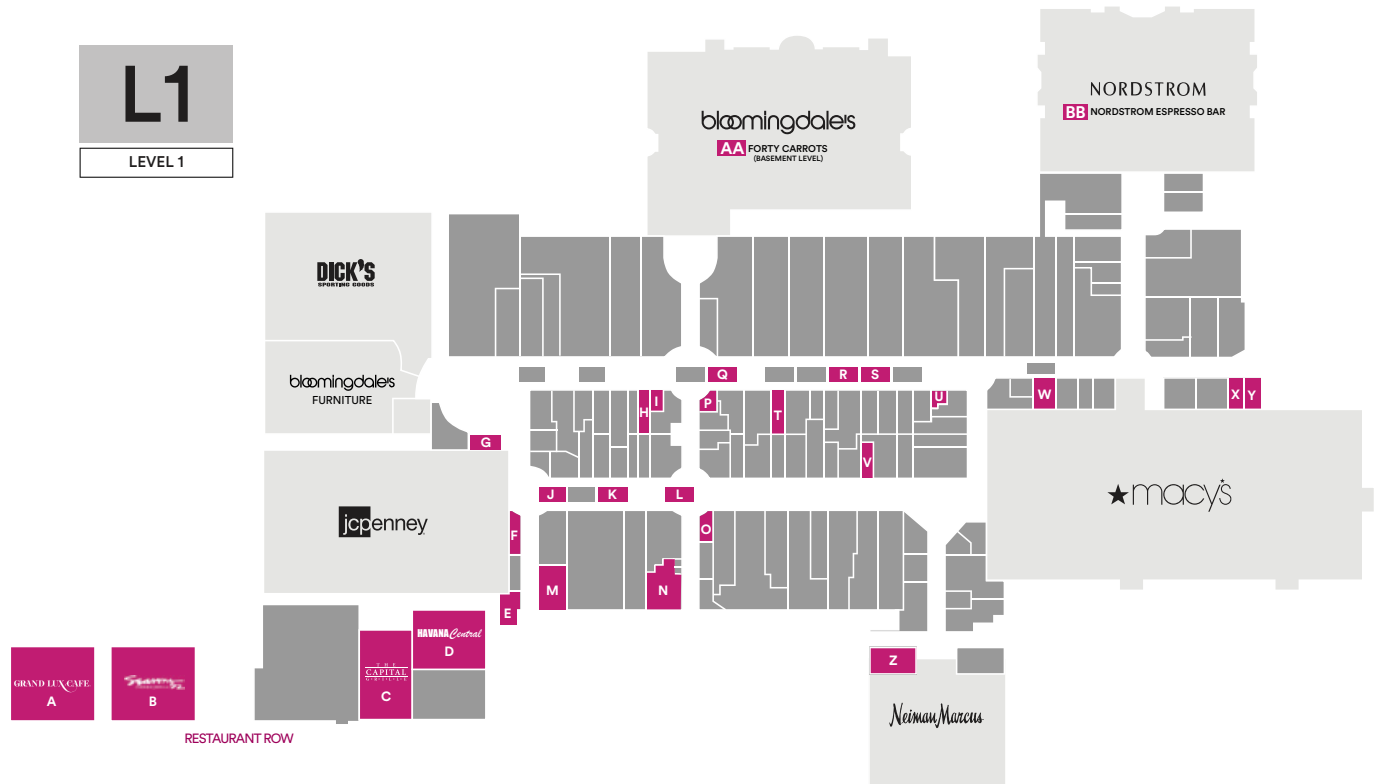 L1
LEVEL 1
bloomingdale's
AA FORTY CARROTS
(BASEMENT LEVEL)
NORDSTROM
BB NORDSTROM ESPRESSO BAR
DICK'S
SPORTING GOODS
bloomingdale's
FURNITURE
Q
R
S
W
X
Y
H
I
P
T
U
G
V
J
K
L
jcpenney
macy's
F
O
M
N
E
HAVANA Central
D
THE
CAPITAL
GRILLE
C
GRAND LUX CAFE
A
B
Z
Neiman Marcus
RESTAURANT ROW